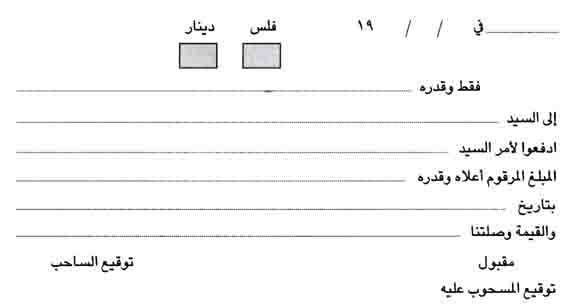 في / / ١٩
فلس دينار
فقط وقدره
إلى السيد
ادفعوا لأمر السيد
المبلغ المرقوم أعلاه وقدره
بتاريخ
والقيمة وصلتنا
مقبول توقيع الساحب
توقيع المسحوب عليه